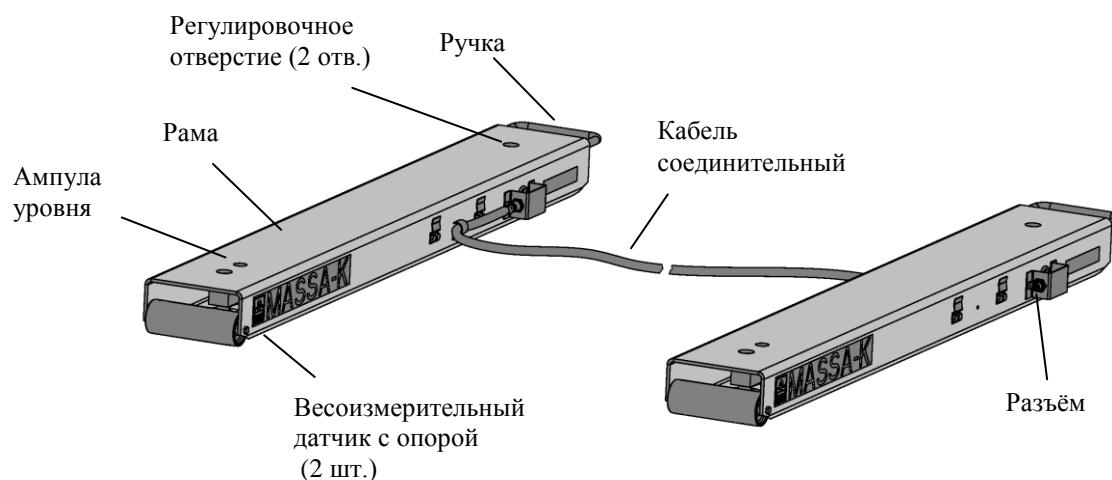 Регулировочное
отверстие (2 отв.)
Ручка
Рама
Кабель
соединительный
Ампула
уровня
MASSA-K
MASSA-K
Весоизмерительный
датчик с опорой
(2 шт.)
Разъём